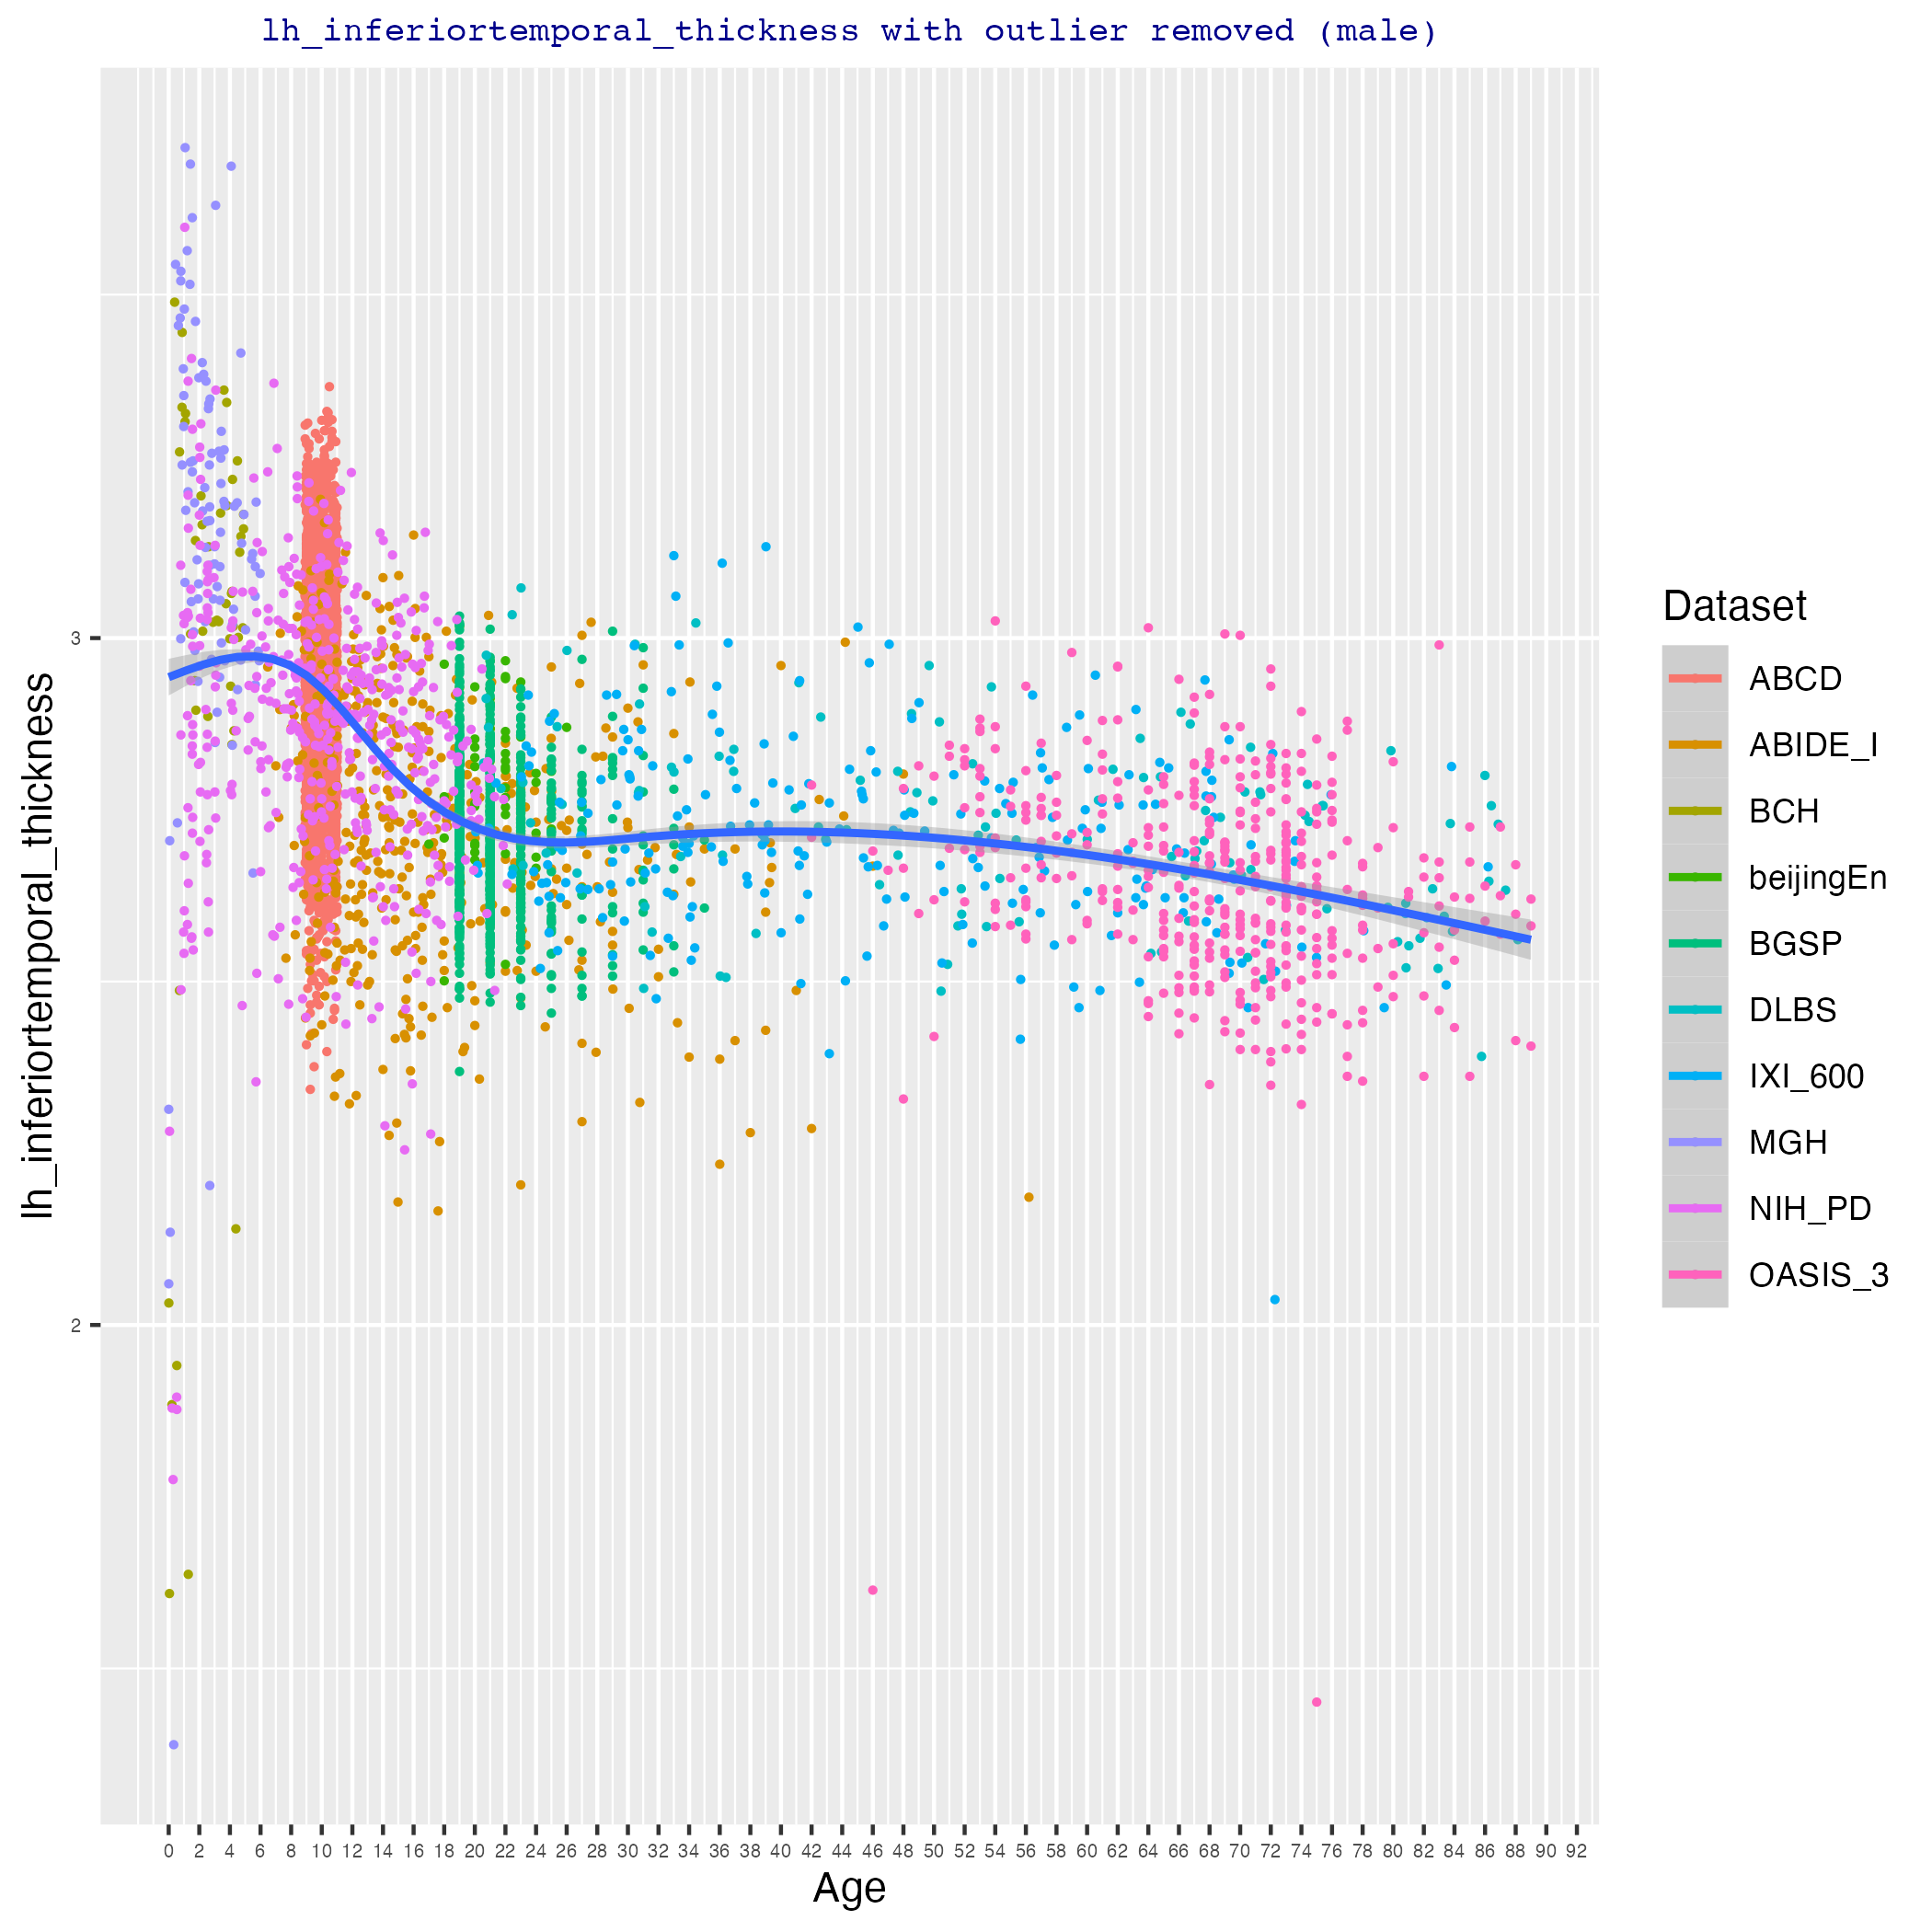 lh_inferiortemporal_thickness with outlier removed (male)
lh_inferiortemporal_thickness
3
2
0 2 4 6 8 10 12 14 16 18 20 22 24 26 28 30 32 34 36 38 40 42 44 46 48 50 52 54 56 58 60 62 64 66 68 70 72 74 76 78 80 82 84 86 88 90 92
Age
Dataset
ABCD
ABIDE_I
BCH
beijingEn
BGSP
DLBS
IXI_600
MGH
NIH_PD
OASIS_3